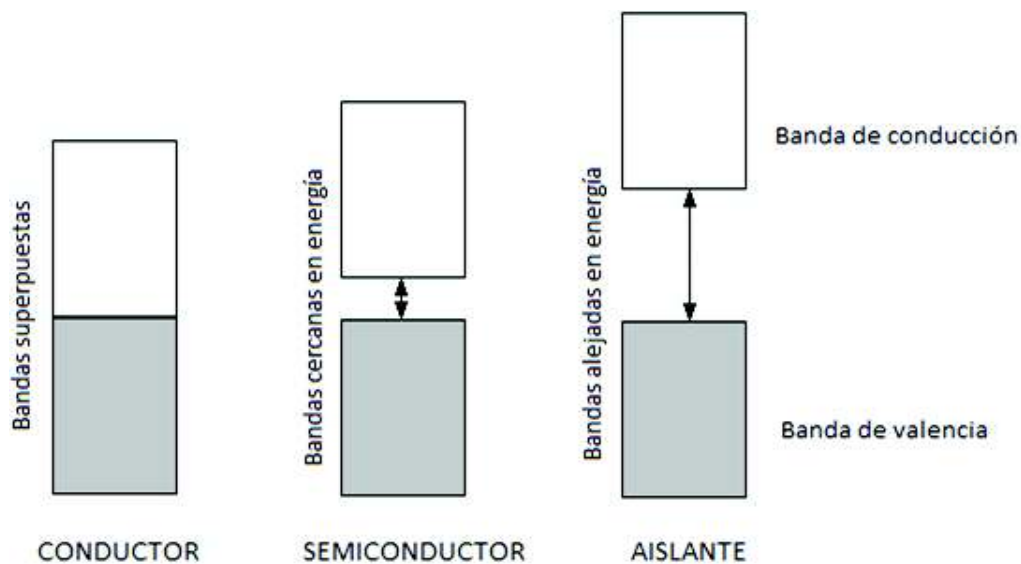 Bandas superpuestas
Bandas cercanas en energía
Bandas alejadas en energía
Banda de conducción
Banda de valencia
CONDUCTOR
SEMICONDUCTOR
AISLANTE